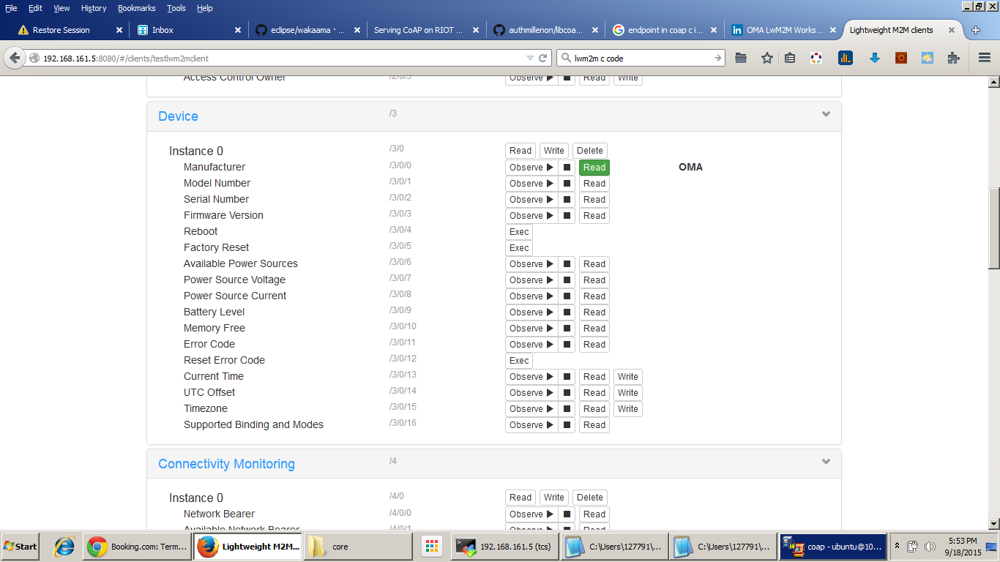 File Edit View History Bookmarks Tools Help
Restore Session Inbox eclipse/wakaama · ... Serving CoAP on RIOT ... authmillenon/libcoa... endpoint in coap c i... OMA LwM2M Works... Lightweight M2M clients
192.168.161.5:8080/#/clients/testlwm2mclient lwm2m c code
Access Control Owner /2/0/3 Observe Read Write
Device /3
Instance 0 /3/0 Read Write Delete
Manufacturer /3/0/0 Observe Read OMA
Model Number /3/0/1 Observe Read
Serial Number /3/0/2 Observe Read
Firmware Version /3/0/3 Observe Read
Reboot /3/0/4 Exec
Factory Reset /3/0/5 Exec
Available Power Sources /3/0/6 Observe Read
Power Source Voltage /3/0/7 Observe Read
Power Source Current /3/0/8 Observe Read
Battery Level /3/0/9 Observe Read
Memory Free /3/0/10 Observe Read
Error Code /3/0/11 Observe Read
Reset Error Code /3/0/12 Exec
Current Time /3/0/13 Observe Read Write
UTC Offset /3/0/14 Observe Read Write
Timezone /3/0/15 Observe Read Write
Supported Binding and Modes /3/0/16 Observe Read
Connectivity Monitoring /4
Instance 0 /4/0 Read Write Delete
Network Bearer /4/0/0 Observe Read
Available Network Bearer /4/0/1 Observe Read
Start Booking.com: Term... Lightweight M2M... core 192.168.161.5 (tcs) C:\Users\127791\... C:\Users\127791\... coap - ubuntu@10... 5:53 PM
9/18/2015